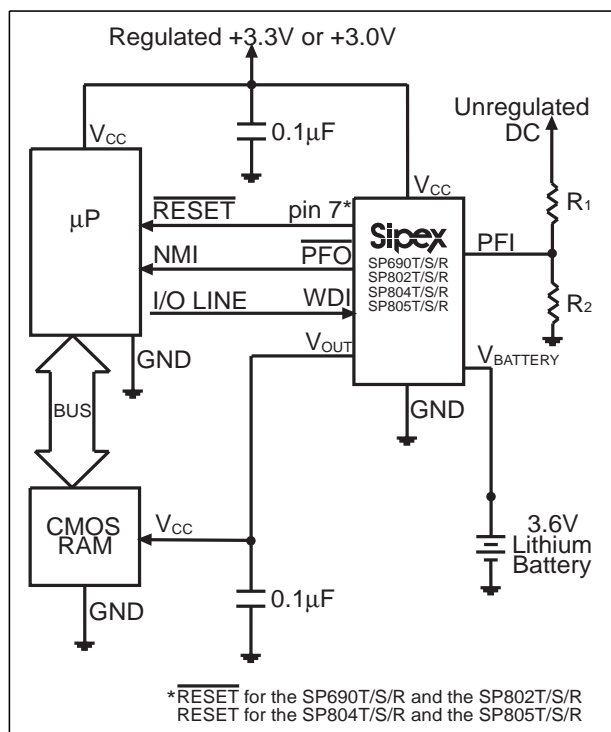 Regulated +3.3V or +3.0V
Unregulated
DC
VCC
0.1µF
VCC
R1
µP
RESET
pin 7*
Sipex
SP690T/S/R
SP802T/S/R
SP804T/S/R
SP805T/S/R
PFI
NMI
PFO
I/O LINE
WDI
R2
VOUT
VBATTERY
GND
GND
BUS
CMOS
RAM
VCC
3.6V
Lithium
Battery
GND
0.1µF
*RESET for the SP690T/S/R and the SP802T/S/R
RESET for the SP804T/S/R and the SP805T/S/R